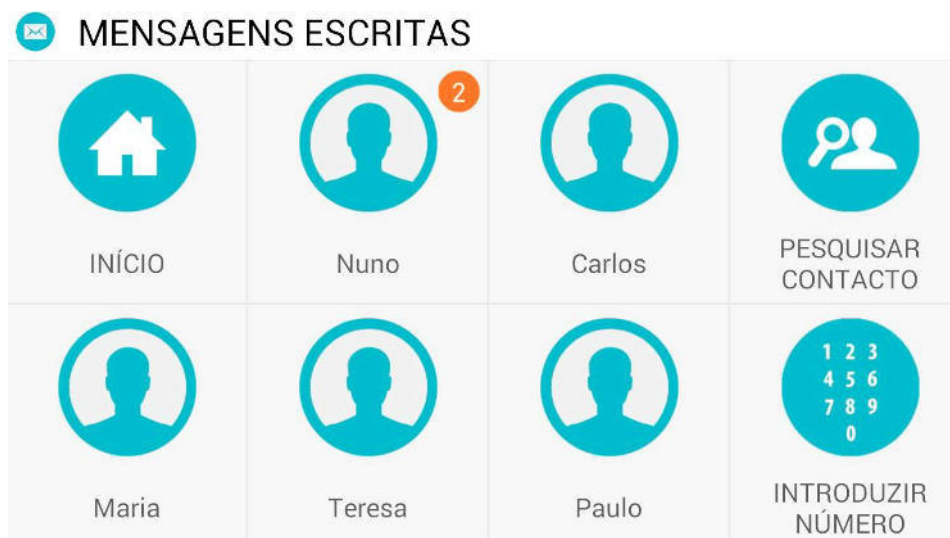 MENSAGENS ESCRITAS
2
INÍCIO
Nuno
Carlos
PESQUISAR
CONTACTO
1 2 3
4 5 6
7 8 9
0
Maria
Teresa
Paulo
INTRODUZIR
NÚMERO